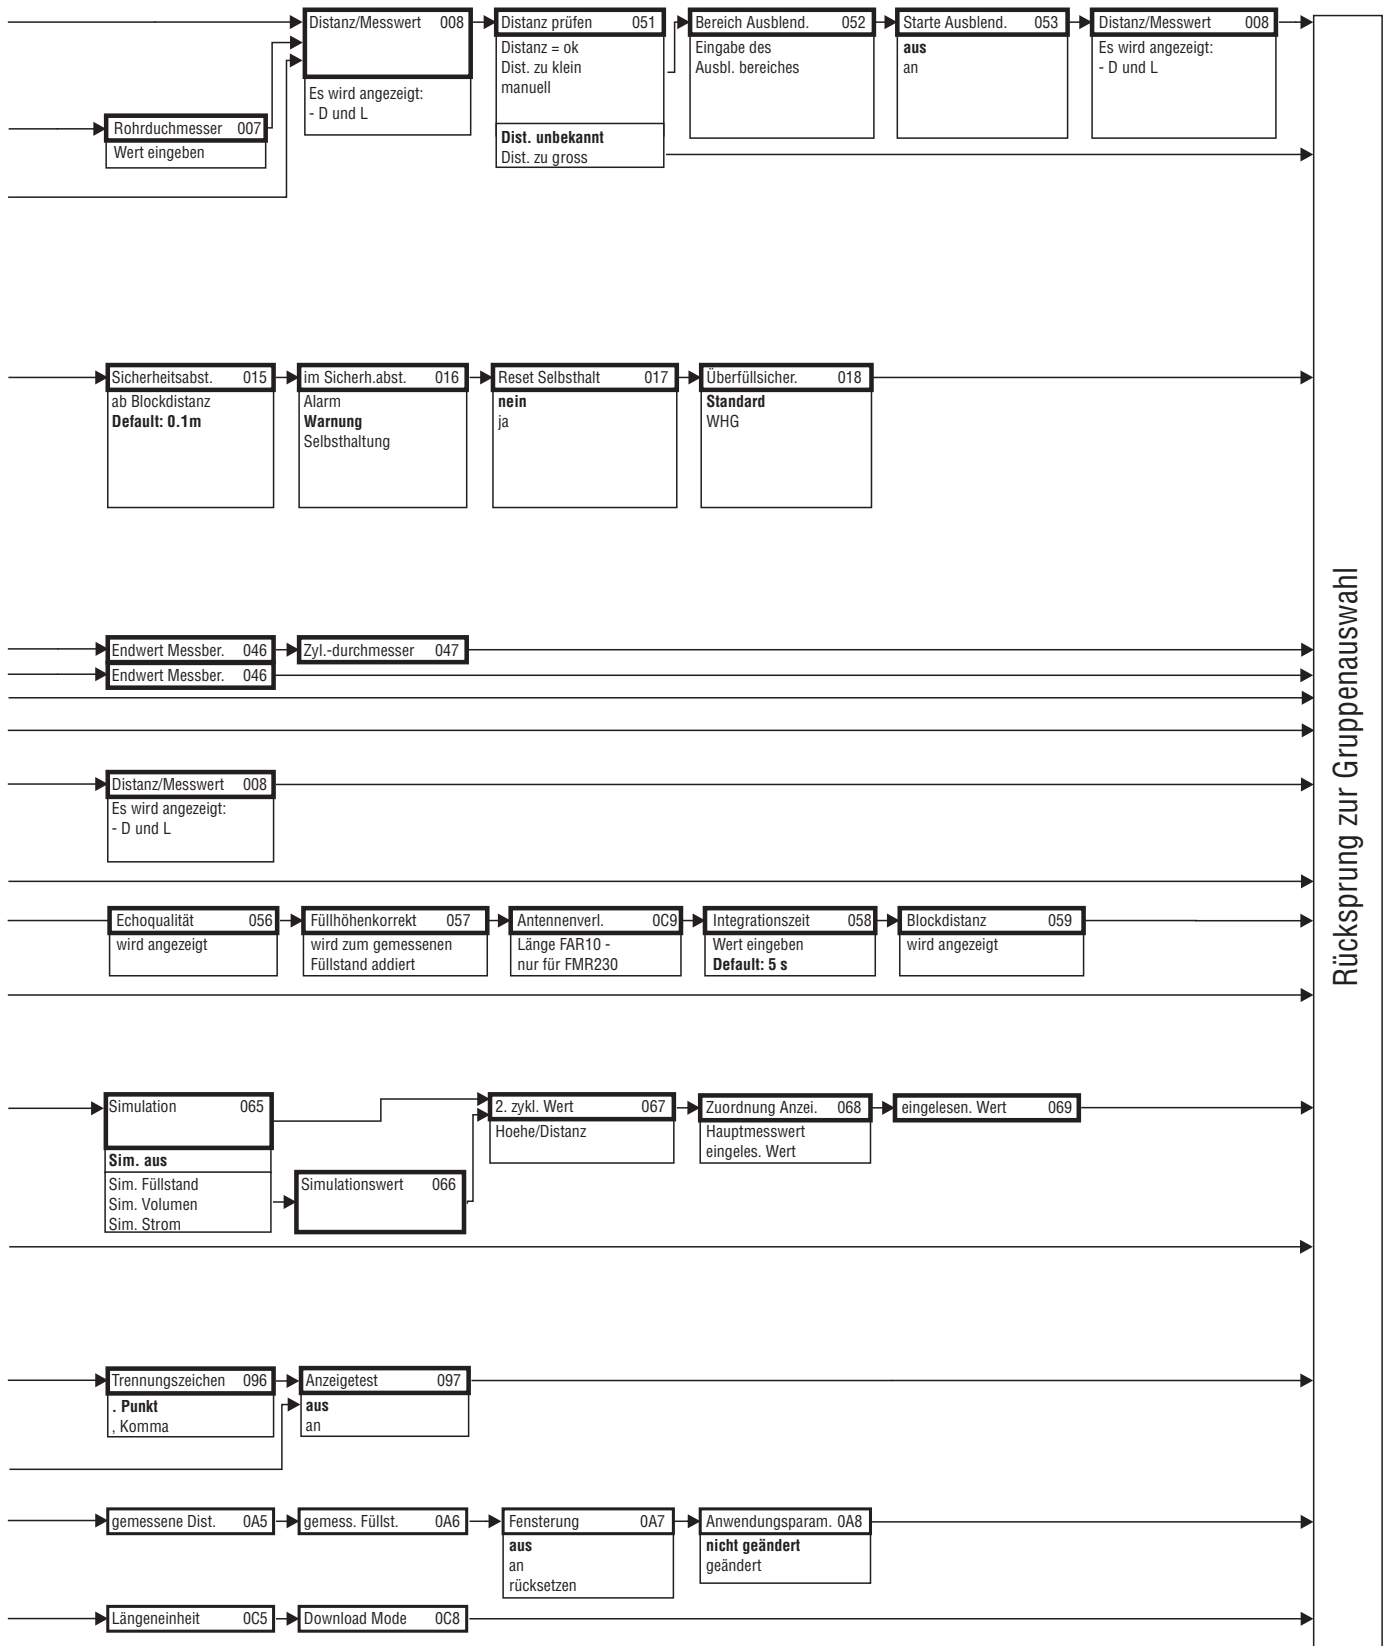 Distanz/Messwert 008
Es wird angezeigt:
- D und L
Distanz prüfen 051
Distanz = ok
Dist. zu klein
manuell
Dist. unbekannt
Dist. zu gross
Bereich Ausblend. 052
Eingabe des
Ausbl. bereiches
Starte Ausblend. 053
aus
an
Distanz/Messwert 008
Es wird angezeigt:
- D und L
Rohrduchmesser 007
Wert eingeben
Sicherheitsabst. 015
ab Blockdistanz
Default: 0.1m
im Sicherh.abst. 016
Alarm
Warnung
Selbsthaltung
Reset Selbsthalt 017
nein
ja
Überfüllsicher. 018
Standard
WHG
Endwert Messber. 046
Zyl.-durchmesser 047
Endwert Messber. 046
Distanz/Messwert 008
Es wird angezeigt:
- D und L
Echoqualität 056
wird angezeigt
Füllhöhenkorrekt 057
wird zum gemessenen
Füllstand addiert
Antennenverl. 0C9
Länge FAR10 -
nur für FMR230
Integrationszeit 058
Wert eingeben
Default: 5 s
Blockdistanz 059
wird angezeigt
Simulation 065
Sim. aus
Sim. Füllstand
Sim. Volumen
Sim. Strom
Simulationswert 066
2. zykl. Wert 067
Hoehe/Distanz
Zuordnung Anzei. 068
Hauptmesswert
eingeles. Wert
eingelesen. Wert 069
Trennungszeichen 096
. Punkt
, Komma
Anzeigetest 097
aus
an
gemessene Dist. 0A5
gemess. Füllst. 0A6
Fensterung 0A7
aus
an
rücksetzen
Anwendungsparam. 0A8
nicht geändert
geändert
Längeneinheit 0C5
Download Mode 0C8
Rücksprung zur Gruppenauswahl